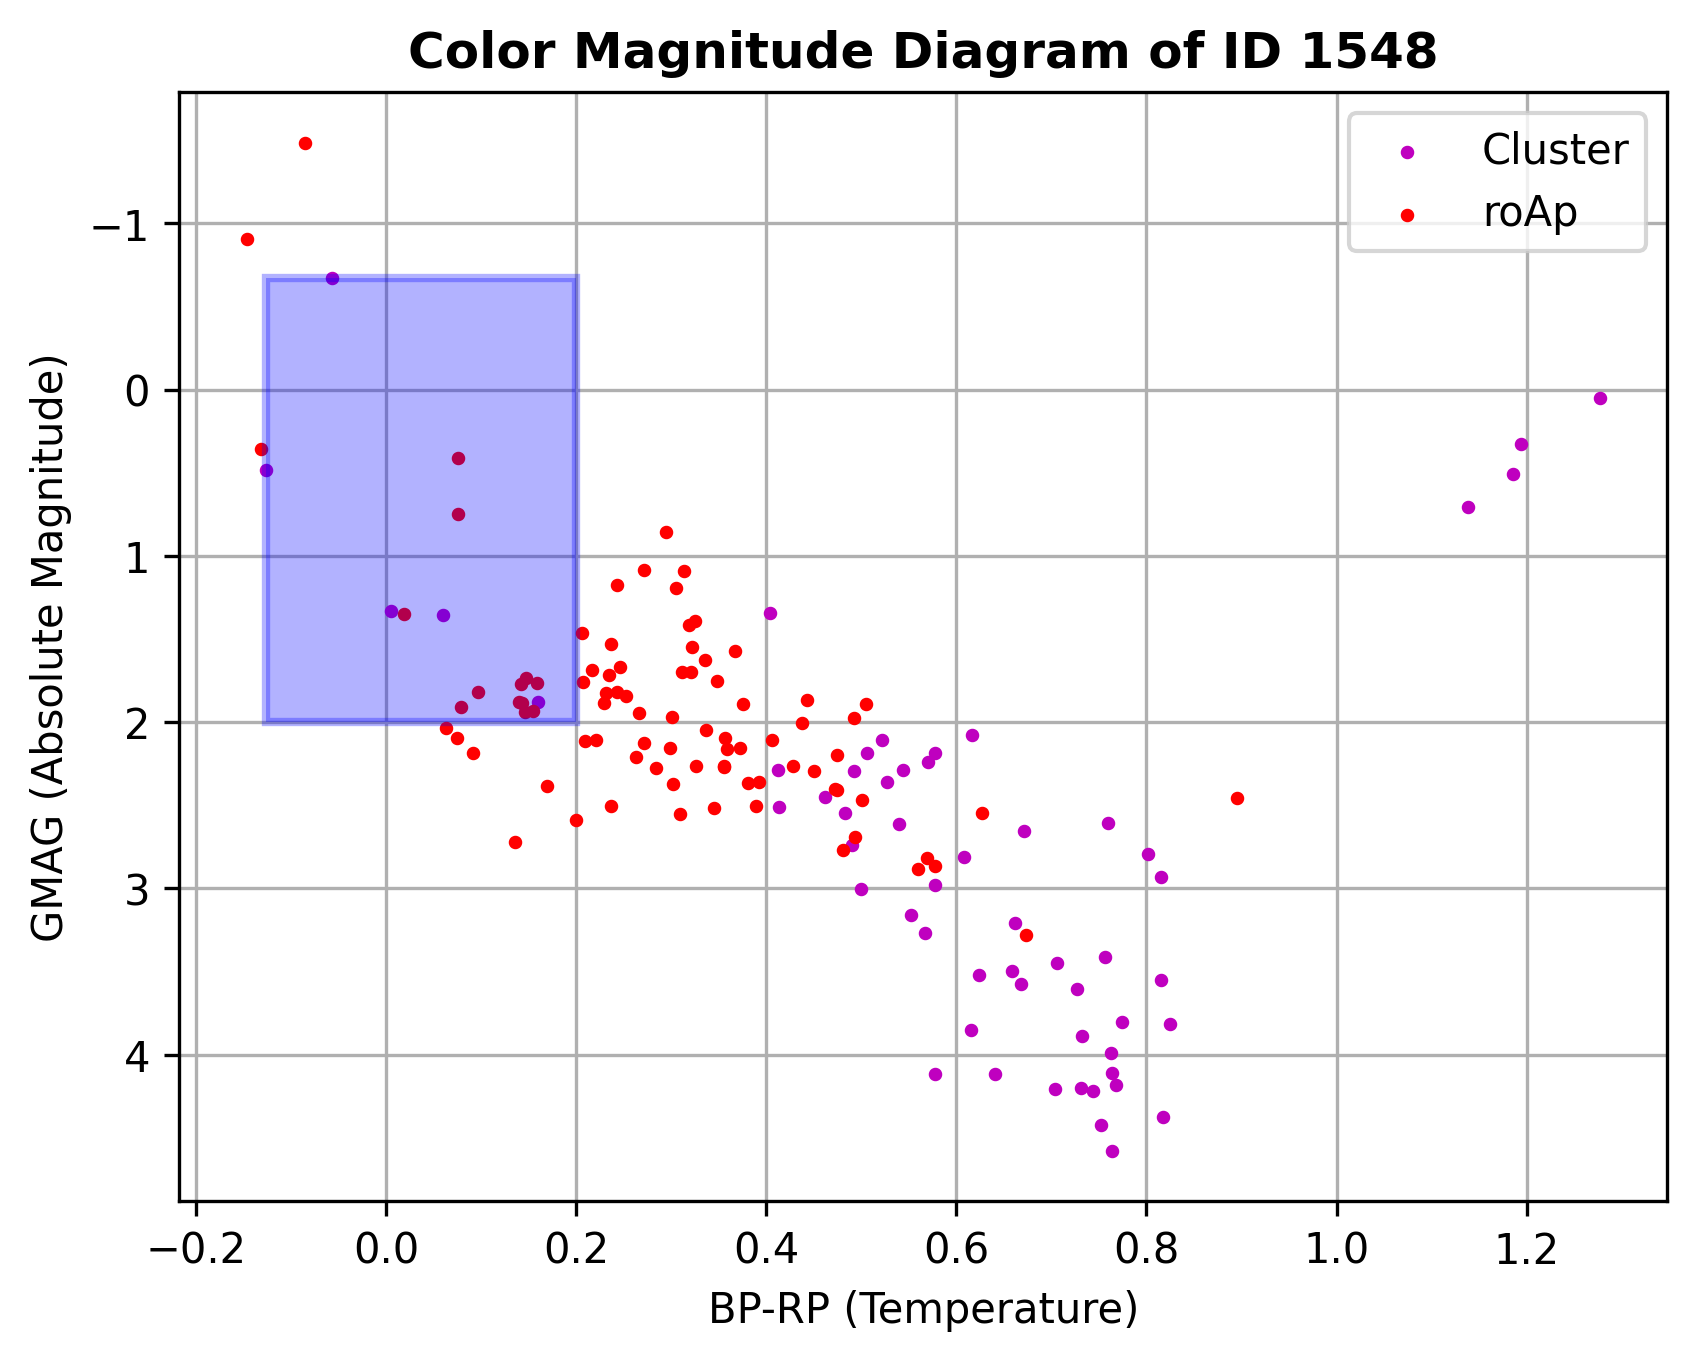 Color Magnitude Diagram of ID 1548
Cluster
roAp
GMAG (Absolute Magnitude)
−1
0
1
2
3
4
−0.2 0.0 0.2 0.4 0.6 0.8 1.0 1.2
BP-RP (Temperature)